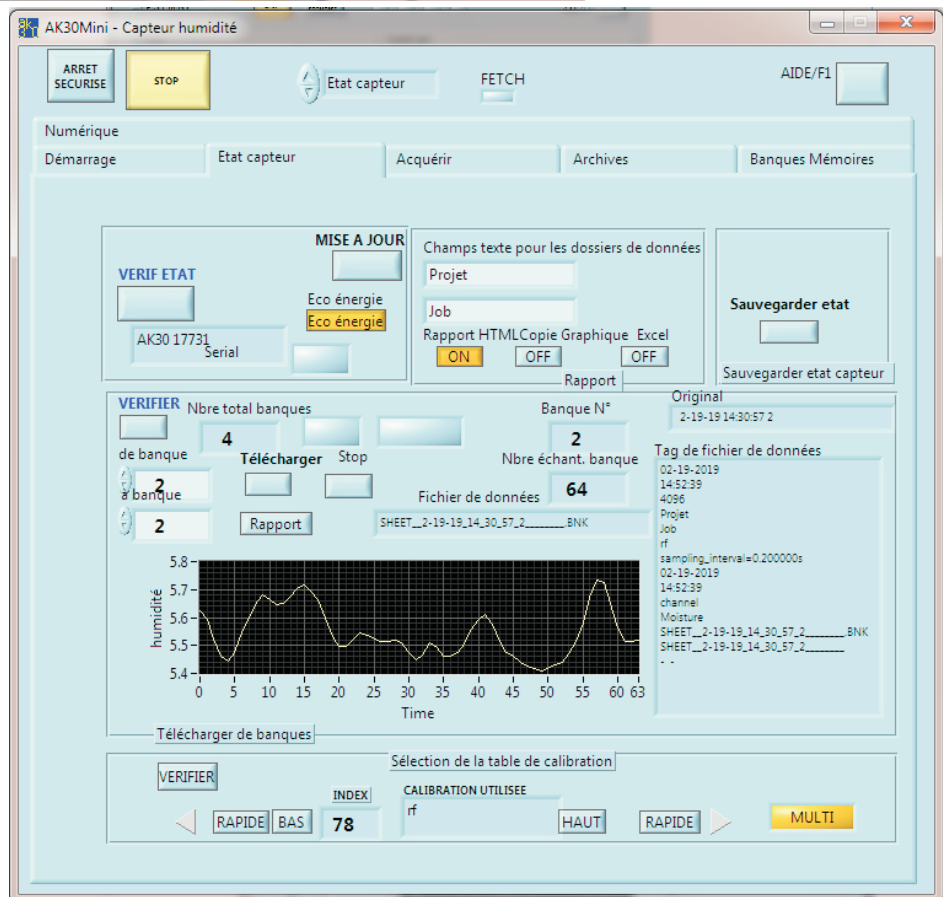 AK30Mini - Capteur humidité
ARRET
SECURISE
STOP
Etat capteur
FETCH
AIDE/F1
Numérique
Démarrage
Etat capteur
Acquérir
Archives
Banques Mémoires
MISE A JOUR
VERIF ETAT
Eco énergie
Eco énergie
AK30 17731
Serial
Champs texte pour les dossiers de données
Projet
Job
Rapport HTML
Copie Graphique
Excel
ON
OFF
OFF
Rapport
Sauvegarder etat
Sauvegarder etat capteur
VERIFIER
Nbre total banques
4
Banque N°
2
Original
2-19-19 14:30:57 2
de banque
2
Télécharger
Stop
Nbre échant. banque
64
à banque
2
Rapport
Fichier de données
SHEET__2-19-19_14_30_57_2_______.BNK
Tag de fichier de données
02-19-2019
14:52:39
4096
Projet
Job
rf
sampling_interval=0.200000s
02-19-2019
14:52:39
channel
Moisture
SHEET__2-19-19_14_30_57_2_______.BNK
SHEET__2-19-19_14_30_57_2_______
- -
humidité
5.8
5.7
5.6
5.5
5.4
0 5 10 15 20 25 30 35 40 45 50 55 60 63
Time
Télécharger de banques
Sélection de la table de calibration
VERIFIER
RAPIDE
BAS
INDEX
78
CALIBRATION UTILISEE
rf
HAUT
RAPIDE
MULTI